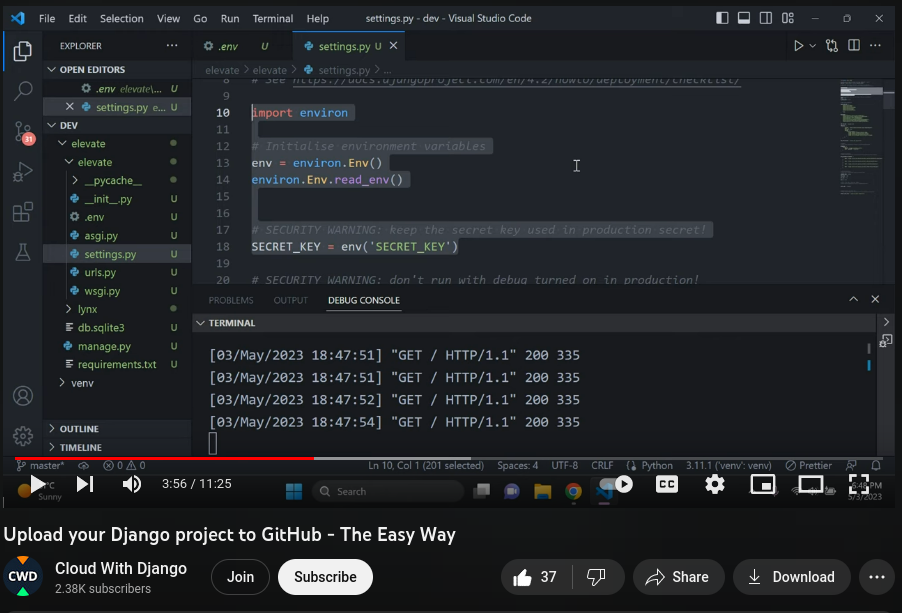 File Edit Selection View Go Run Terminal Help settings.py - dev - Visual Studio Code
EXPLORER
.env U
settings.py U
OPEN EDITORS
.env elevate\... U
settings.py e... U
DEV
elevate
elevate
__pycache__
__init__.py U
.env U
asgi.py U
settings.py U
urls.py U
wsgi.py U
lynx
db.sqlite3 U
manage.py U
requirements.txt U
venv
OUTLINE
TIMELINE
31
elevate > elevate > settings.py > ...
8 # See https://docs.djangoproject.com/en/4.2/howto/deployment/checklist/
9
10 import environ
11
12 # Initialise environment variables
13 env = environ.Env()
14 environ.Env.read_env()
15
16
17 # SECURITY WARNING: keep the secret key used in production secret!
18 SECRET_KEY = env('SECRET_KEY')
19
20 # SECURITY WARNING: don't run with debug turned on in production!
PROBLEMS OUTPUT DEBUG CONSOLE
TERMINAL
[03/May/2023 18:47:51] "GET / HTTP/1.1" 200 335
[03/May/2023 18:47:51] "GET / HTTP/1.1" 200 335
[03/May/2023 18:47:52] "GET / HTTP/1.1" 200 335
[03/May/2023 18:47:54] "GET / HTTP/1.1" 200 335
master* 0 0 Ln 10, Col 1 (201 selected) Spaces: 4 UTF-8 CRLF Python 3.11.1 ('venv': venv) Prettier
3:56 / 11:25
CC
Sunny
Search
5/3/2023
Upload your Django project to GitHub - The Easy Way
CWD
Cloud With Django
2.38K subscribers
Join
Subscribe
37
Share
Download